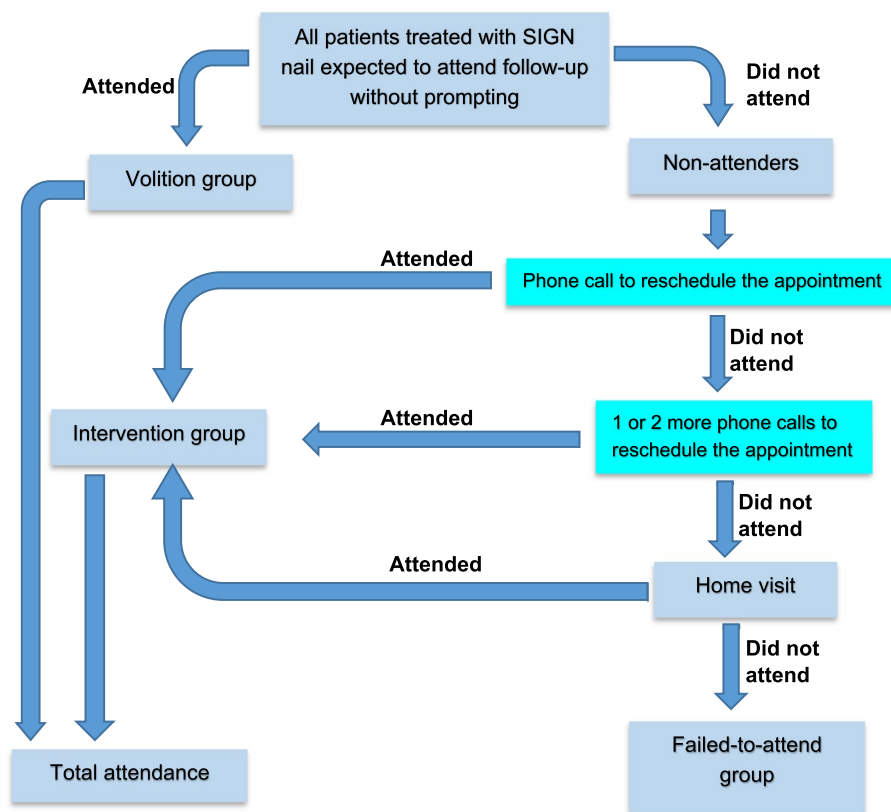 All patients treated with SIGN
nail expected to attend follow-up
without prompting
Attended
Did not
attend
Volition group
Non-attenders
Attended
Phone call to reschedule the appointment
Did not
attend
Intervention group
Attended
1 or 2 more phone calls to
reschedule the appointment
Did not
attend
Attended
Home visit
Did not
attend
Total attendance
Failed-to-attend
group